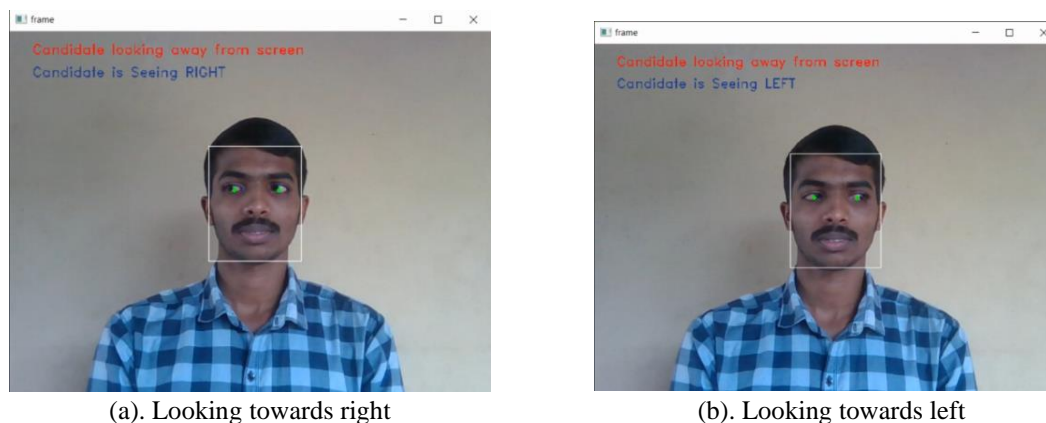 frame
Candidate looking away from screen
Candidate is Seeing RIGHT
(a). Looking towards right
frame
Candidate looking away from screen
Candidate is Seeing LEFT
(b). Looking towards left